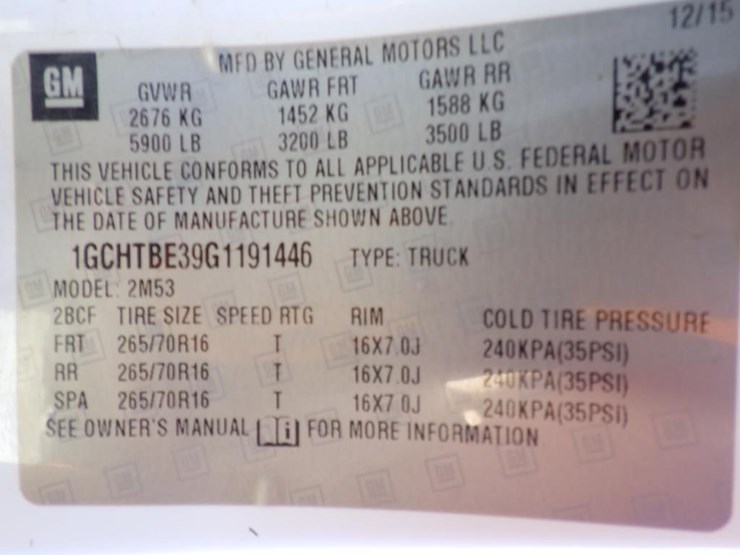 12/15
MFD BY GENERAL MOTORS LLC
GM
GVWR GAWR FRT GAWR RR
2676 KG 1452 KG 1588 KG
5900 LB 3200 LB 3500 LB
THIS VEHICLE CONFORMS TO ALL APPLICABLE U.S. FEDERAL MOTOR
VEHICLE SAFETY AND THEFT PREVENTION STANDARDS IN EFFECT ON
THE DATE OF MANUFACTURE SHOWN ABOVE.
1GCHTBE39G1191446 TYPE: TRUCK
MODEL: 2M53
2BCF TIRE SIZE SPEED RTG RIM COLD TIRE PRESSURE
FRT 265/70R16 T 16X7.0J 240KPA(35PSI)
RR 265/70R16 T 16X7.0J 240KPA(35PSI)
SPA 265/70R16 T 16X7.0J 240KPA(35PSI)
SEE OWNER'S MANUAL i FOR MORE INFORMATION